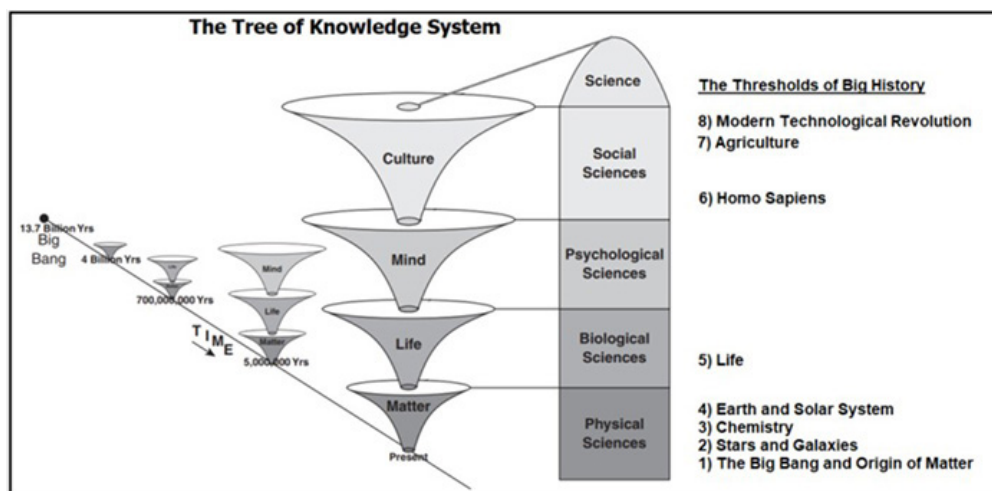 The Tree of Knowledge System
Science
Culture
Social
Sciences
Mind
Psychological
Sciences
Life
Biological
Sciences
Matter
Physical
Sciences
Present
13.7 Billion Yrs
Big
Bang
4 Billion Yrs
Life
700,000,000 Yrs
Mind
Life
Matter
5,000,000 Yrs
TIME
The Thresholds of Big History
8) Modern Technological Revolution
7) Agriculture
6) Homo Sapiens
5) Life
4) Earth and Solar System
3) Chemistry
2) Stars and Galaxies
1) The Big Bang and Origin of Matter